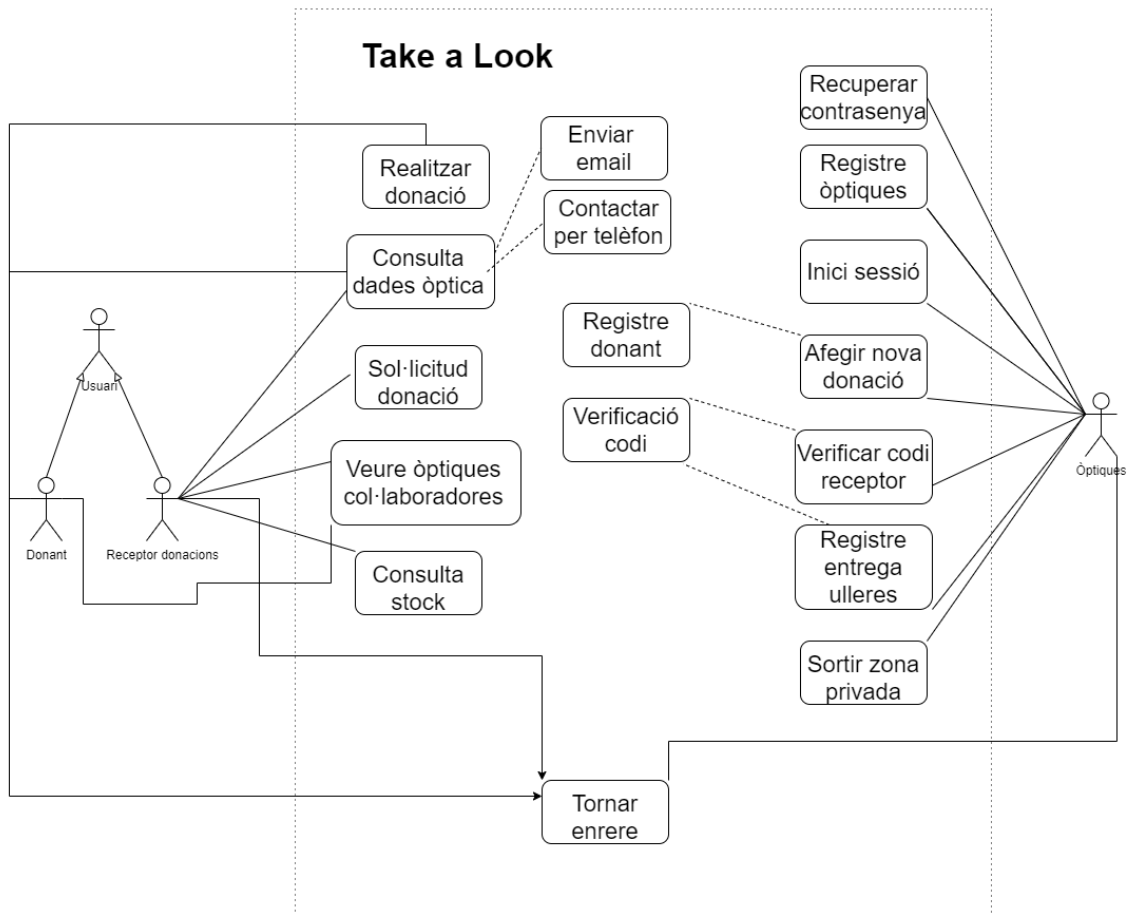 Take a Look
Realitzar
donació
Enviar
email
Contactar
per telèfon
Consulta
dades òptica
Sol·licitud
donació
Veure òptiques
col·laboradores
Consulta
stock
Registre
donant
Verificació
codi
Recuperar
contrasenya
Registre
òptiques
Inici sessió
Afegir nova
donació
Verificar codi
receptor
Registre
entrega
ulleres
Sortir zona
privada
Tornar
enrere
Usuari
Donant
Receptor donacions
Òptiques